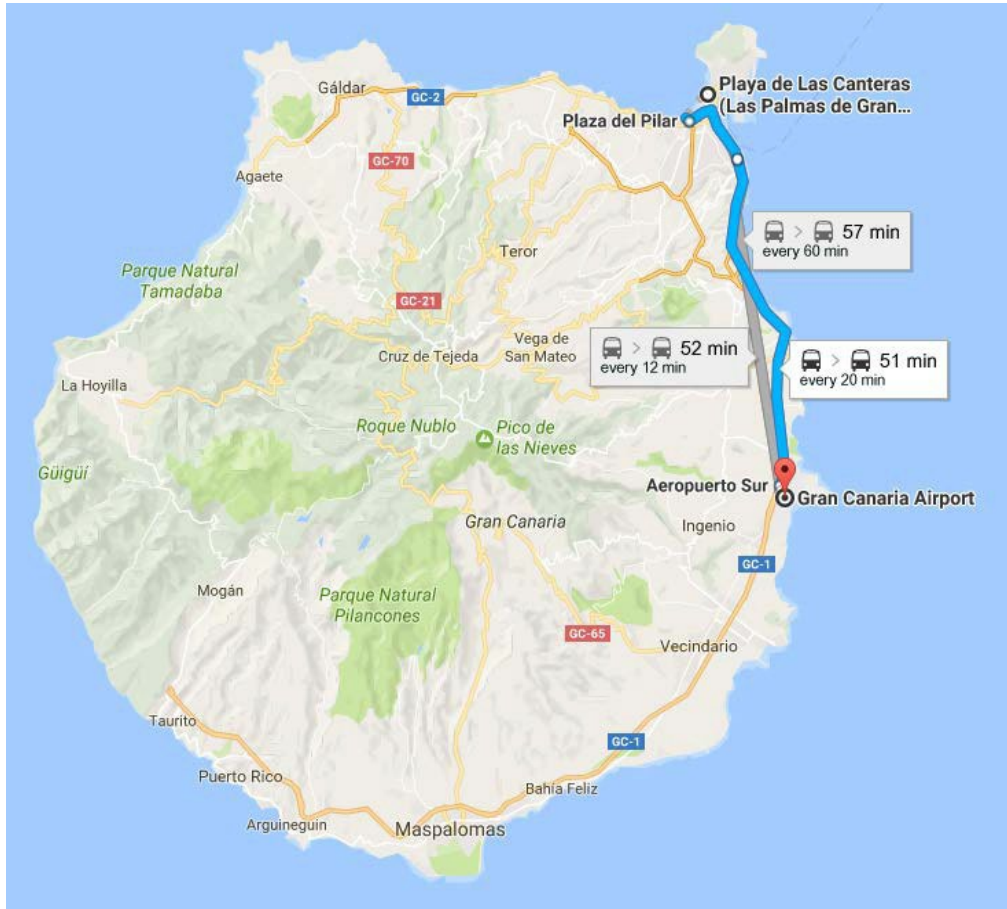 Playa de Las Canteras
(Las Palmas de Gran...
Gáldar
GC-2
Plaza del Pilar
GC-70
Agaete
57 min
every 60 min
Teror
Parque Natural
Tamadaba
GC-21
Vega de
San Mateo
52 min
every 12 min
Cruz de Tejeda
51 min
every 20 min
La Hoyilla
Roque Nublo
Pico de
las Nieves
Güigüí
Aeropuerto Sur
Gran Canaria Airport
Gran Canaria
Ingenio
GC-1
Mogán
Parque Natural
Pilancones
GC-65
Vecindario
Taurito
GC-1
Puerto Rico
Bahía Feliz
Arguineguin
Maspalomas